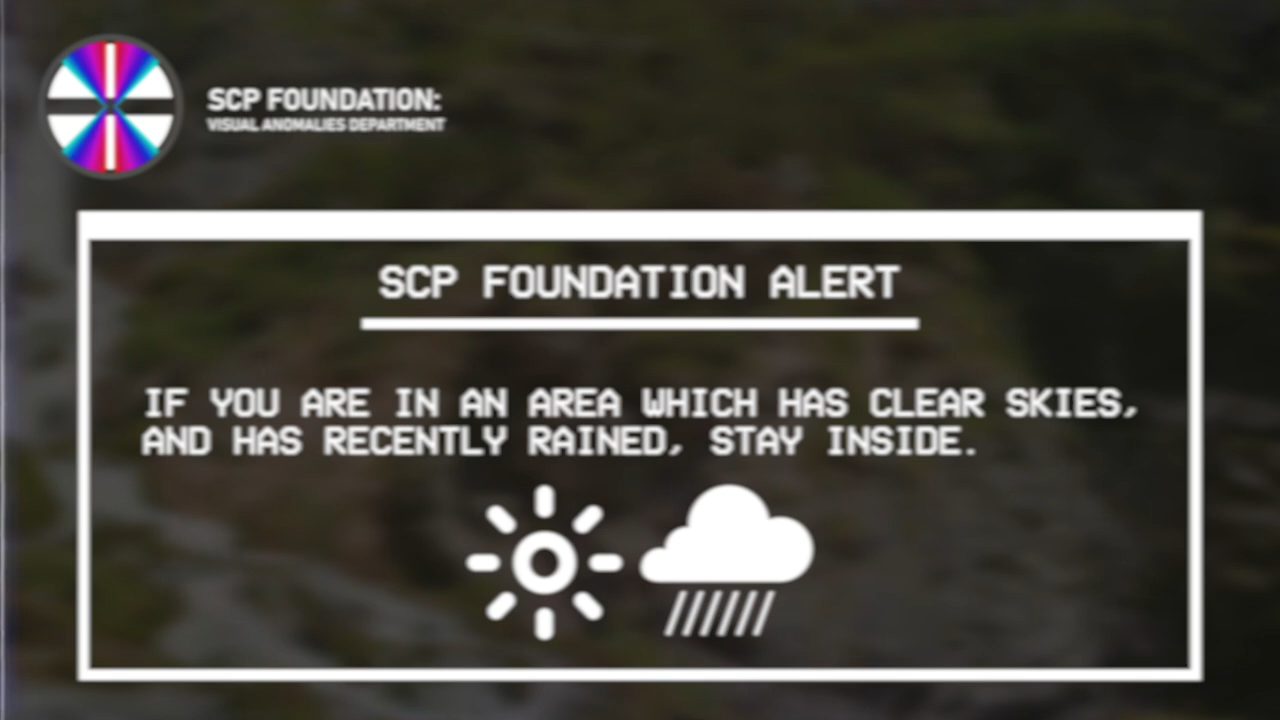 SCP FOUNDATION:
VISUAL ANOMALIES DEPARTMENT
SCP FOUNDATION ALERT
IF YOU ARE IN AN AREA WHICH HAS CLEAR SKIES,
AND HAS RECENTLY RAINED, STAY INSIDE.